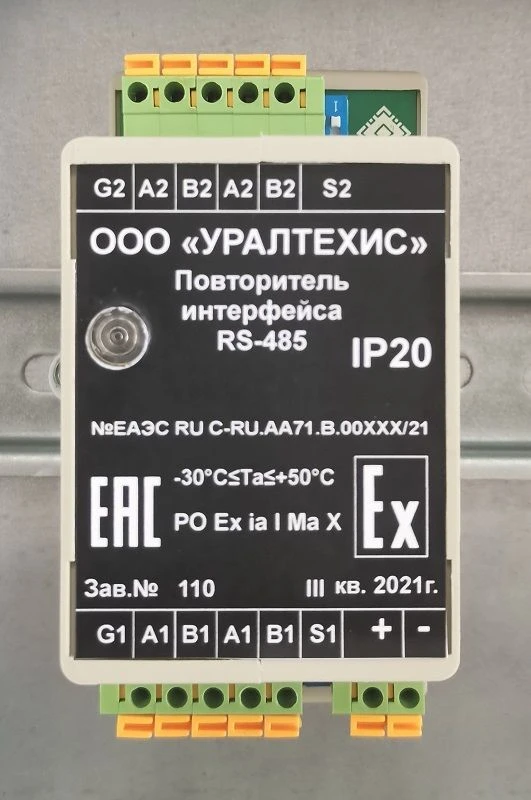 G2 A2 B2 A2 B2 S2
ООО «УРАЛТЕХИС»
Повторитель
интерфейса
RS-485
IP20
№ЕАЭС RU C-RU.AA71.B.00XXX/21
ЕАС
-30°C≤Ta≤+50°C
РО Ex ia I Ma X
Ex
Зав.№ 110
III кв. 2021г.
G1 A1 B1 A1 B1 S1 + -